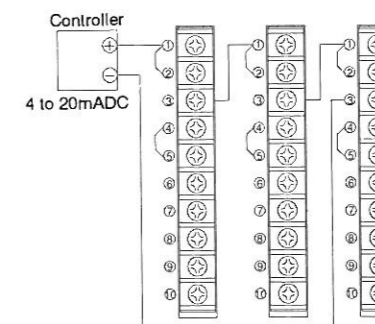 Controller
⊕
⊖
4 to 20mADC
① ① ①
② ② ②
③ ③ ③
④ ④ ④
⑤ ⑤ ⑤
⑥ ⑥ ⑥
⑦ ⑦ ⑦
⑧ ⑧ ⑧
⑨ ⑨ ⑨
⑩ ⑩ ⑩